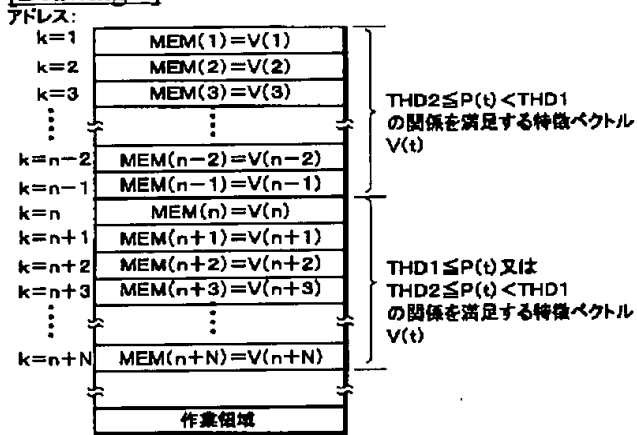 アドレス:
k=1 MEM(1)=V(1)
k=2 MEM(2)=V(2)
k=3 MEM(3)=V(3)
THD2≦P(t)<THD1
の関係を満足する特徴ベクトル
V(t)
k=n-2 MEM(n-2)=V(n-2)
k=n-1 MEM(n-1)=V(n-1)
k=n MEM(n)=V(n)
k=n+1 MEM(n+1)=V(n+1)
k=n+2 MEM(n+2)=V(n+2)
k=n+3 MEM(n+3)=V(n+3)
THD1≦P(t)又は
THD2≦P(t)<THD1
の関係を満足する特徴ベクトル
V(t)
k=n+N MEM(n+N)=V(n+N)
作業領域